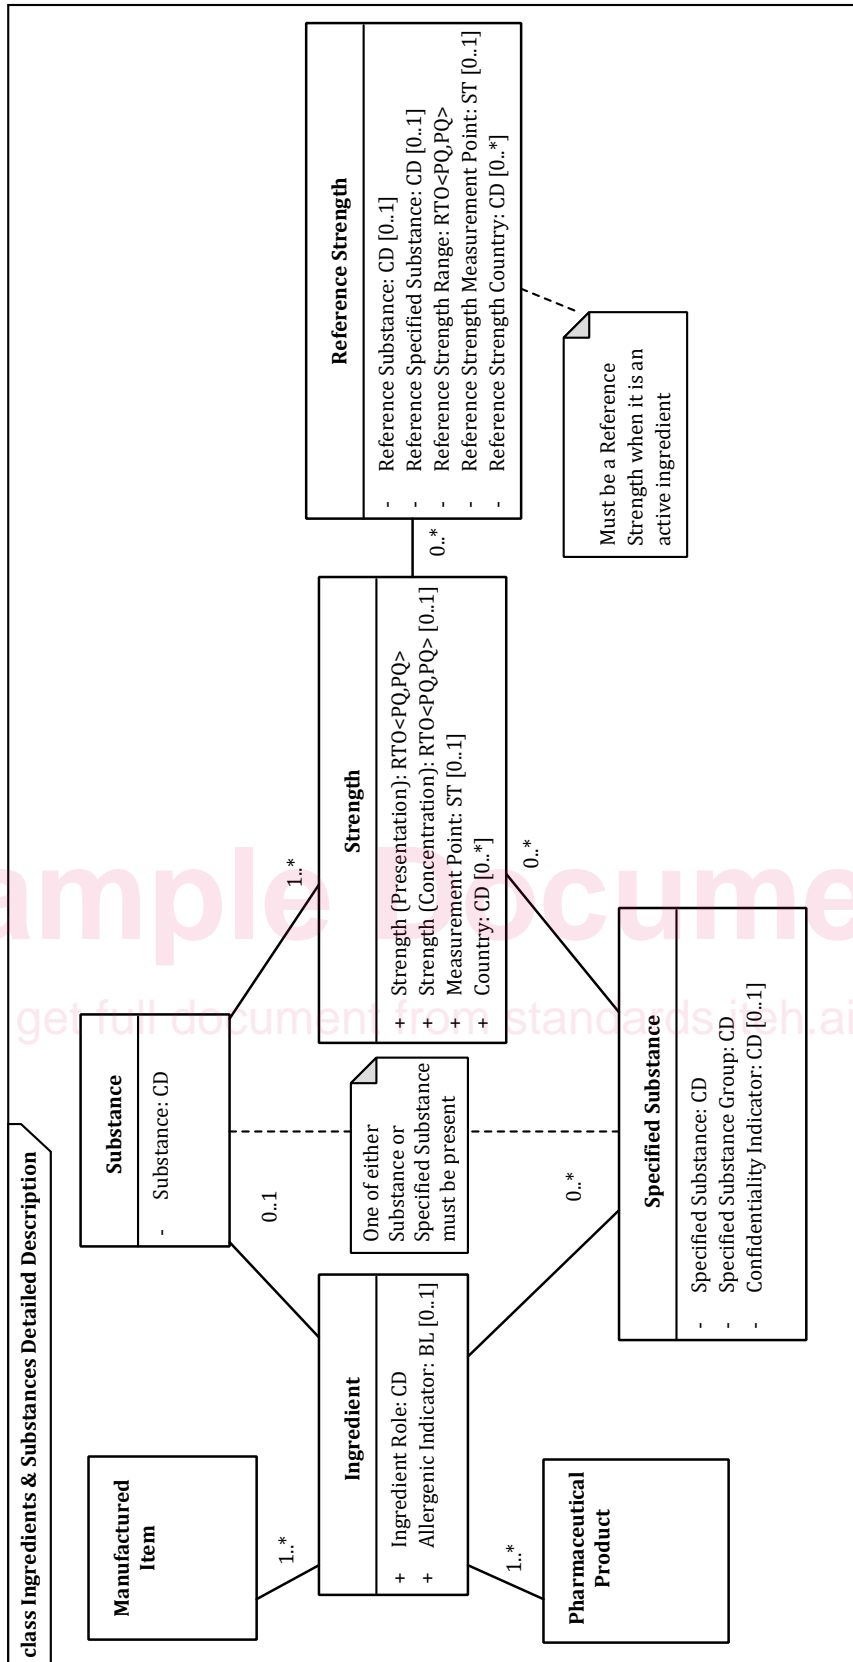 class Ingredients & Substances Detailed Description
Manufactured
Item
1..*
Pharmaceutical
Product
1..*
Ingredient
+ Ingredient Role: CD
+ Allergenic Indicator: BL [0..1]
0..1
0..*
Substance
- Substance: CD
One of either
Substance or
Specified Substance
must be present
Specified Substance
- Specified Substance: CD
- Specified Substance Group: CD
- Confidentiality Indicator: CD [0..1]
1..*
0..*
Strength
+ Strength (Presentation): RTO<PQ,PQ>
+ Strength (Concentration): RTO<PQ,PQ> [0..1]
+ Measurement Point: ST [0..1]
+ Country: CD [0..*]
0..*
Reference Strength
- Reference Substance: CD [0..1]
- Reference Specified Substance: CD [0..1]
- Reference Strength Range: RTO<PQ,PQ>
- Reference Strength Measurement Point: ST [0..1]
- Reference Strength Country: CD [0..*]
Must be a Reference
Strength when it is an
active ingredient
ample Docume
get full document from standards.iteh.ai